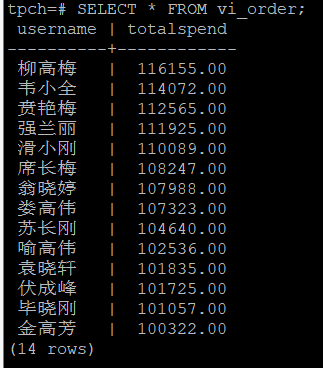 tpch=# SELECT * FROM vi_order;
username | totalspend
----------+------------
柳高梅 | 116155.00
韦小全 | 114072.00
贲艳梅 | 112565.00
强兰丽 | 111925.00
滑小刚 | 110089.00
席长梅 | 108247.00
翁晓婷 | 107988.00
娄高伟 | 107323.00
苏长刚 | 104640.00
喻高伟 | 102536.00
袁晓轩 | 101835.00
伏成峰 | 101725.00
毕晓刚 | 101057.00
金高芳 | 100322.00
(14 rows)